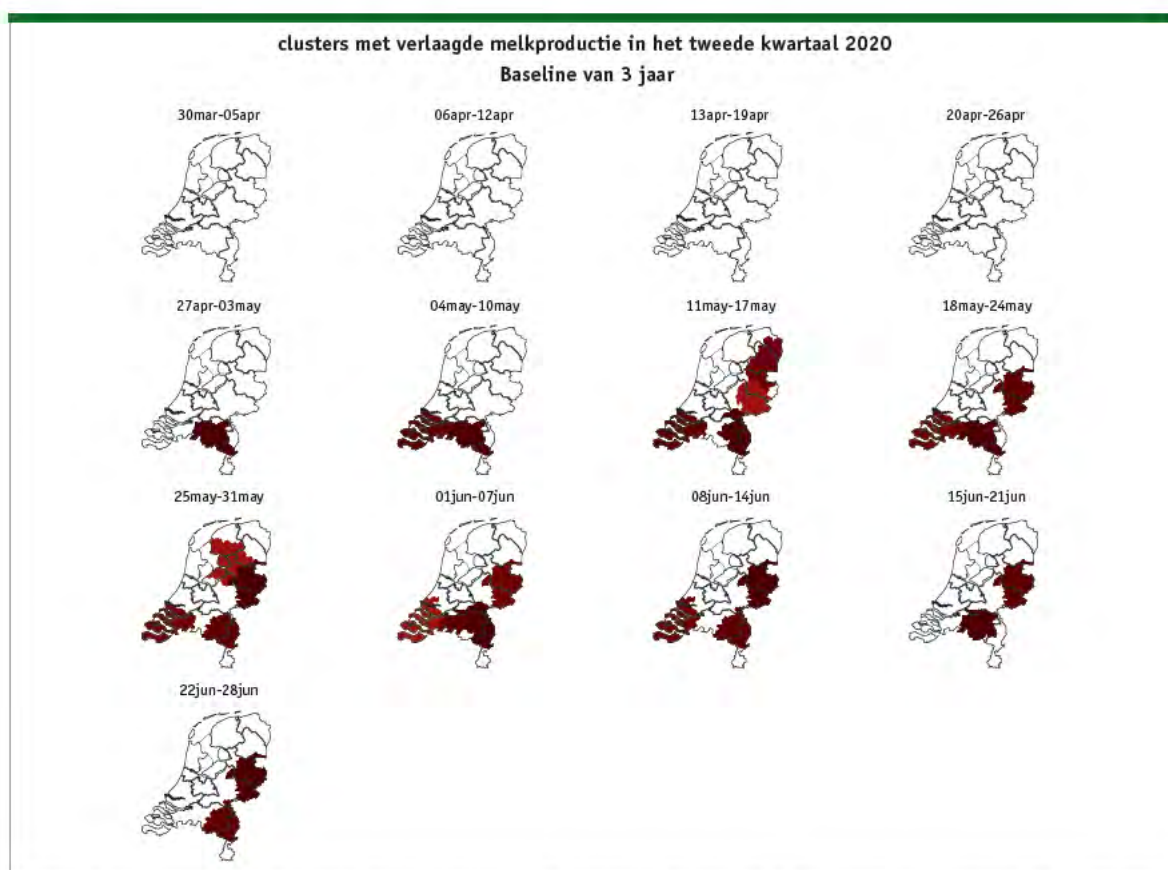 clusters met verlaagde melkproductie in het tweede kwartaal 2020
Baseline van 3 jaar
30mar-05apr
06apr-12apr
13apr-19apr
20apr-26apr
27apr-03may
04may-10may
11may-17may
18may-24may
25may-31may
01jun-07jun
08jun-14jun
15jun-21jun
22jun-28jun